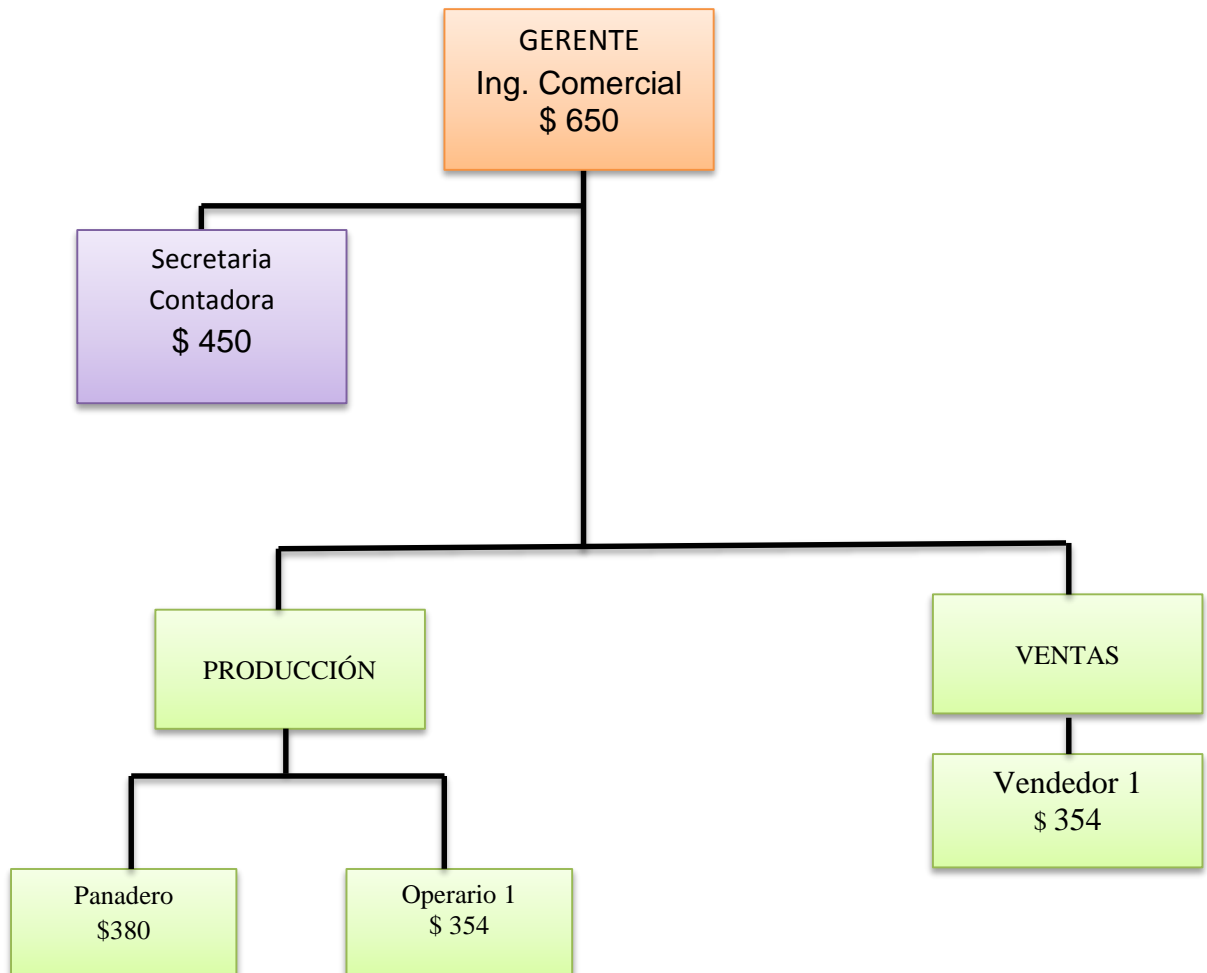 GERENTE
Ing. Comercial
$ 650
Secretaria
Contadora
$ 450
PRODUCCIÓN
VENTAS
Vendedor 1
$ 354
Panadero
$380
Operario 1
$ 354